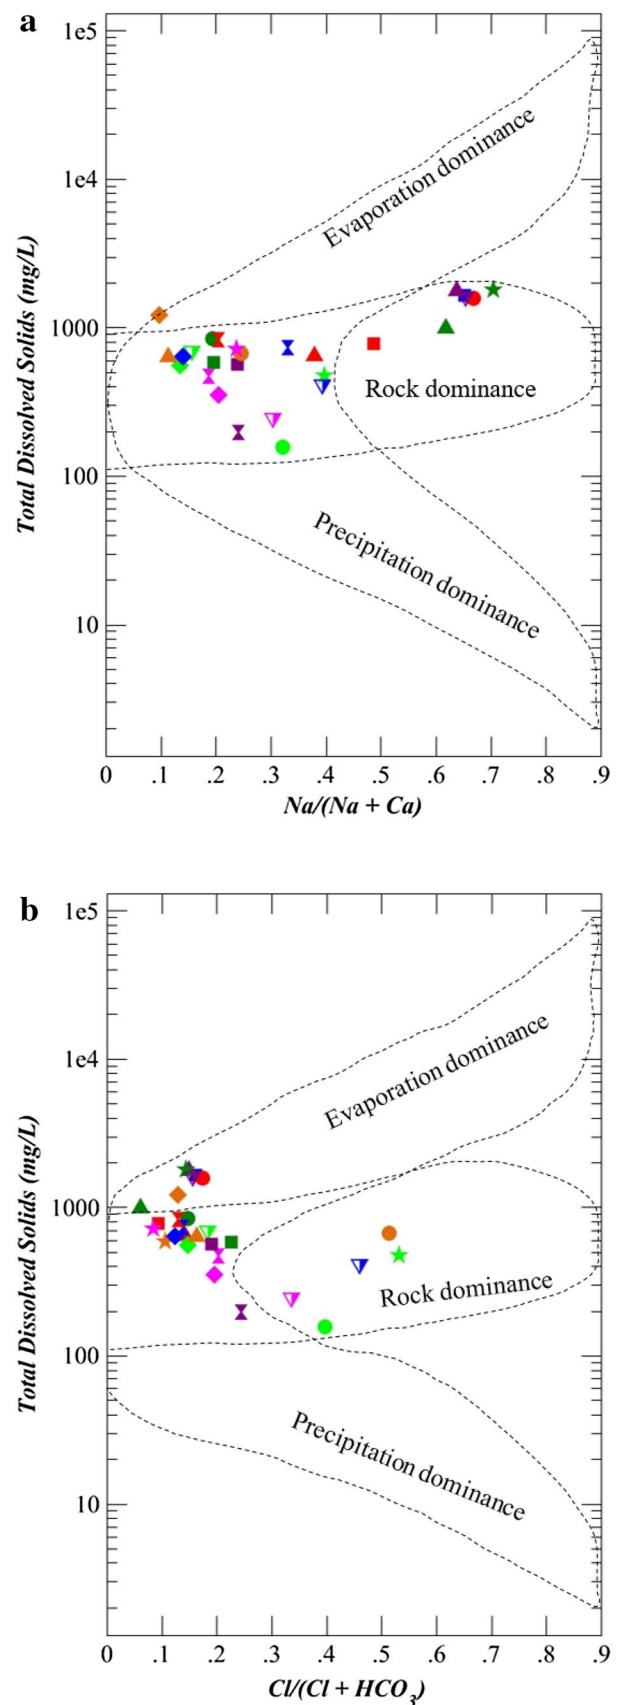 a
1e5
1e4
1000
100
10
Total Dissolved Solids (mg/L)
Evaporation dominance
Rock dominance
Precipitation dominance
0 .1 .2 .3 .4 .5 .6 .7 .8 .9
Na/(Na + Ca)
b
1e5
1e4
1000
100
10
Total Dissolved Solids (mg/L)
Evaporation dominance
Rock dominance
Precipitation dominance
0 .1 .2 .3 .4 .5 .6 .7 .8 .9
Cl/(Cl + HCO₃)